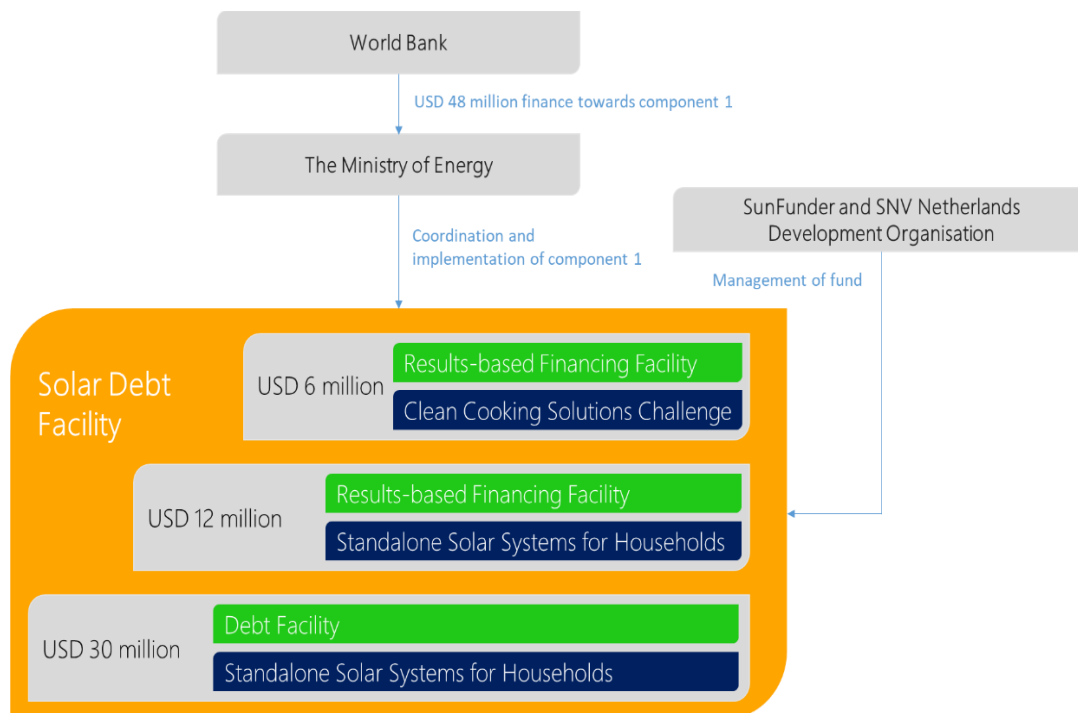 World Bank
USD 48 million finance towards component 1
The Ministry of Energy
SunFunder and SNV Netherlands
Development Organisation
Coordination and
implementation of component 1
Management of fund
Solar Debt
Facility
USD 6 million
Results-based Financing Facility
Clean Cooking Solutions Challenge
USD 12 million
Results-based Financing Facility
Standalone Solar Systems for Households
USD 30 million
Debt Facility
Standalone Solar Systems for Households